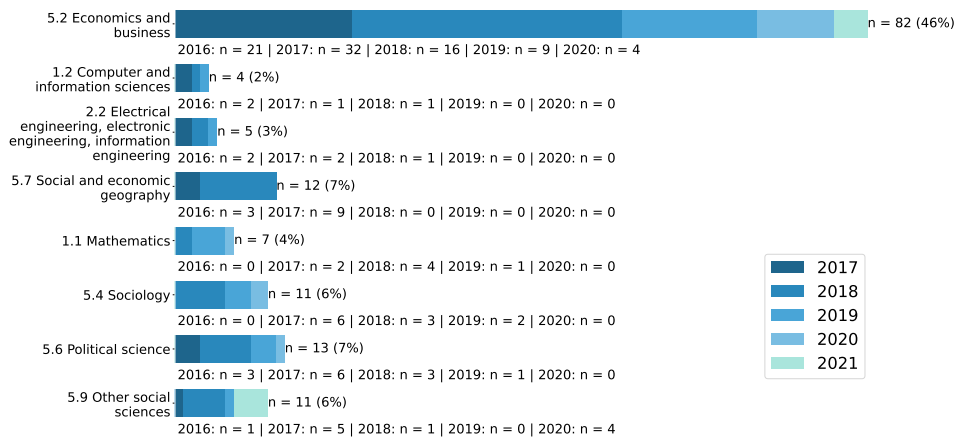 5.2 Economics and
business
n = 82 (46%)
2016: n = 21 | 2017: n = 32 | 2018: n = 16 | 2019: n = 9 | 2020: n = 4
1.2 Computer and
information sciences
n = 4 (2%)
2016: n = 2 | 2017: n = 1 | 2018: n = 1 | 2019: n = 0 | 2020: n = 0
2.2 Electrical
engineering, electronic
engineering, information
engineering
n = 5 (3%)
2016: n = 2 | 2017: n = 2 | 2018: n = 1 | 2019: n = 0 | 2020: n = 0
5.7 Social and economic
geography
n = 12 (7%)
2016: n = 3 | 2017: n = 9 | 2018: n = 0 | 2019: n = 0 | 2020: n = 0
1.1 Mathematics
n = 7 (4%)
2016: n = 0 | 2017: n = 2 | 2018: n = 4 | 2019: n = 1 | 2020: n = 0
5.4 Sociology
n = 11 (6%)
2016: n = 0 | 2017: n = 6 | 2018: n = 3 | 2019: n = 2 | 2020: n = 0
5.6 Political science
n = 13 (7%)
2016: n = 3 | 2017: n = 6 | 2018: n = 3 | 2019: n = 1 | 2020: n = 0
5.9 Other social
sciences
n = 11 (6%)
2016: n = 1 | 2017: n = 5 | 2018: n = 1 | 2019: n = 0 | 2020: n = 4
2017
2018
2019
2020
2021